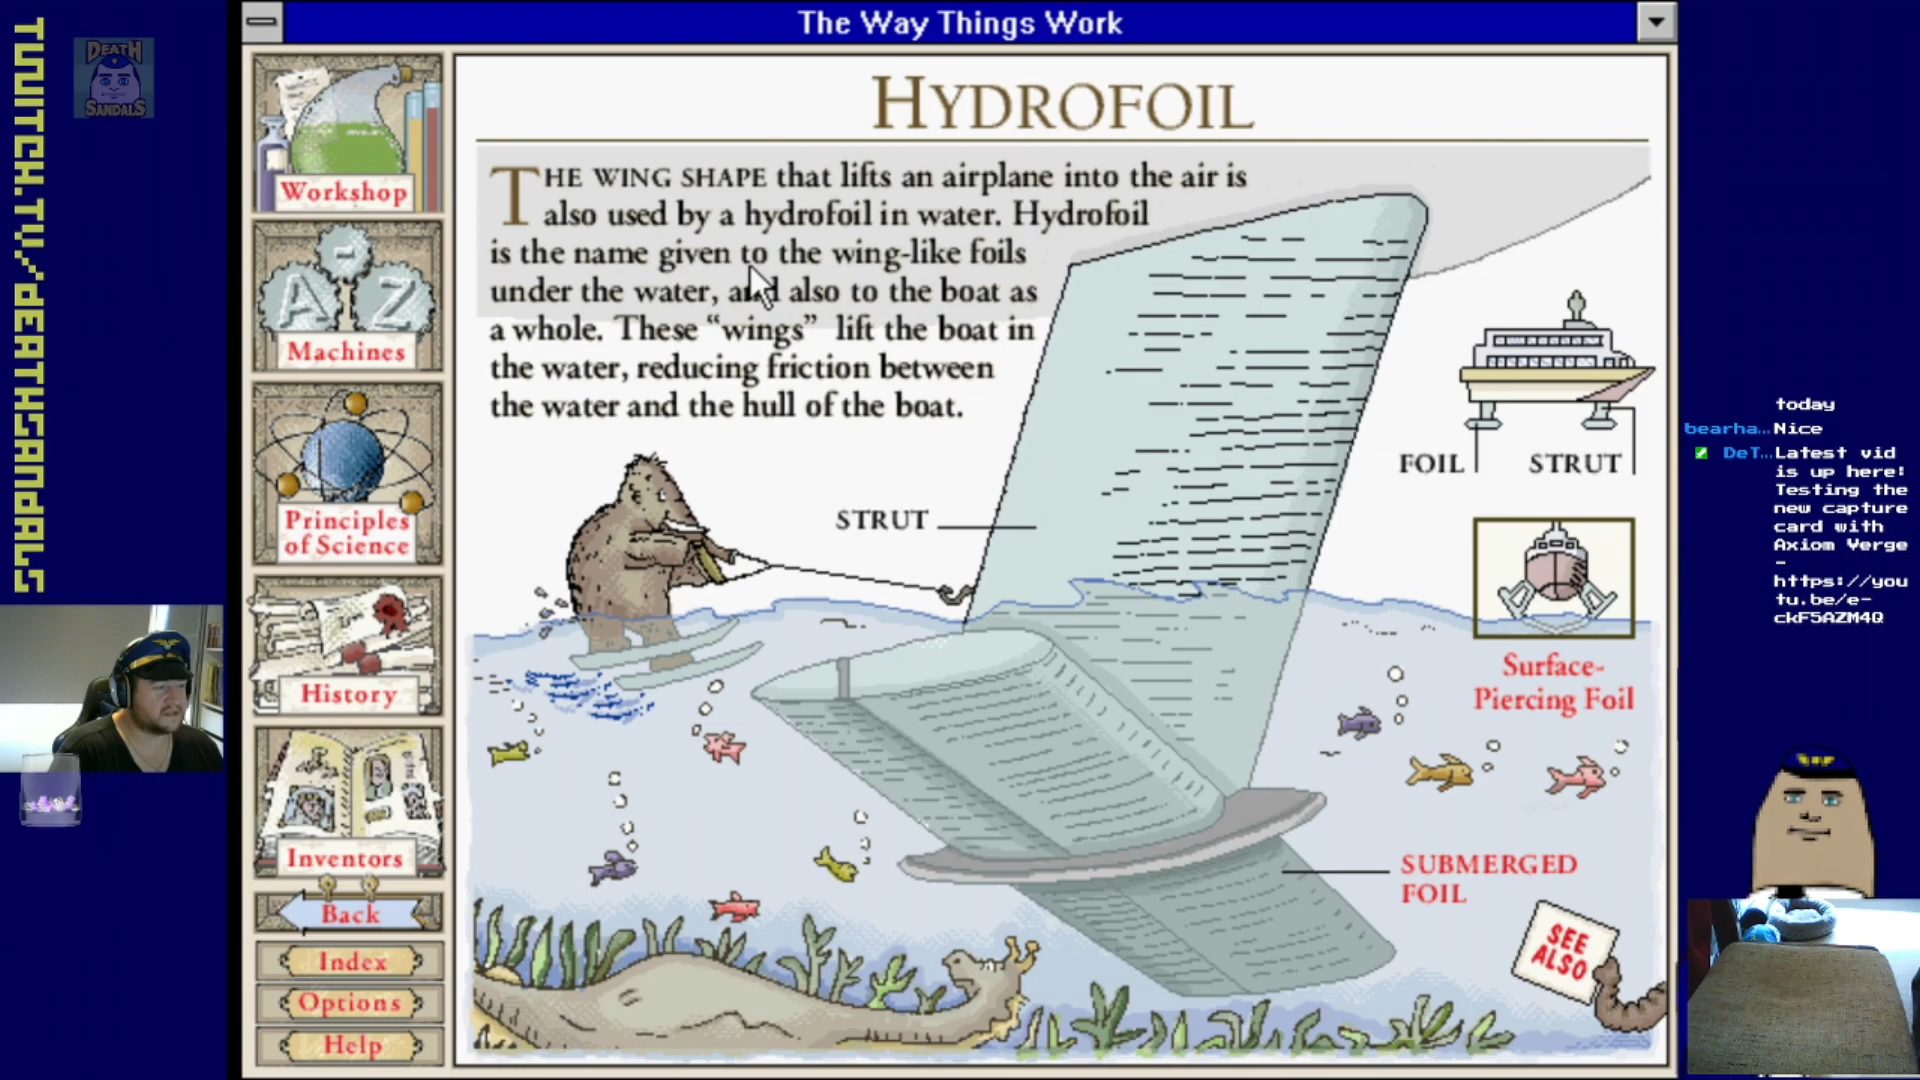 TWITCH.TV/DEATHSANDALS
DEATH
SANDALS
The Way Things Work
Workshop
A-Z
Machines
Principles
of Science
History
Inventors
Back
Index
Options
Help
HYDROFOIL
THE WING SHAPE that lifts an airplane into the air is
also used by a hydrofoil in water. Hydrofoil
is the name given to the wing-like foils
under the water, and also to the boat as
a whole. These “wings” lift the boat in
the water, reducing friction between
the water and the hull of the boat.
STRUT
FOIL STRUT
Surface-
Piercing Foil
SUBMERGED
FOIL
SEE
ALSO
today
bearha...Nice
DeT...Latest vid
is up here:
Testing the
new capture
card with
Axiom Verge
-
https://you
tu.be/e-
ckF5AZM4Q